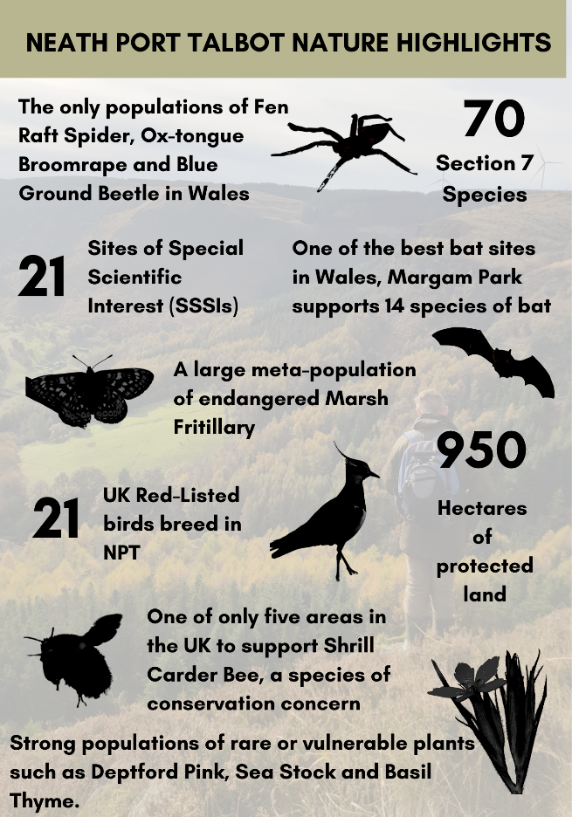 NEATH PORT TALBOT NATURE HIGHLIGHTS
The only populations of Fen
Raft Spider, Ox-tongue
Broomrape and Blue
Ground Beetle in Wales
70
Section 7
Species
21
Sites of Special
Scientific
Interest (SSSIs)
One of the best bat sites
in Wales, Margam Park
supports 14 species of bat
A large meta-population
of endangered Marsh
Fritillary
950
Hectares
of
protected
land
21
UK Red-Listed
birds breed in
NPT
One of only five areas in
the UK to support Shrill
Carder Bee, a species of
conservation concern
Strong populations of rare or vulnerable plants
such as Deptford Pink, Sea Stock and Basil
Thyme.